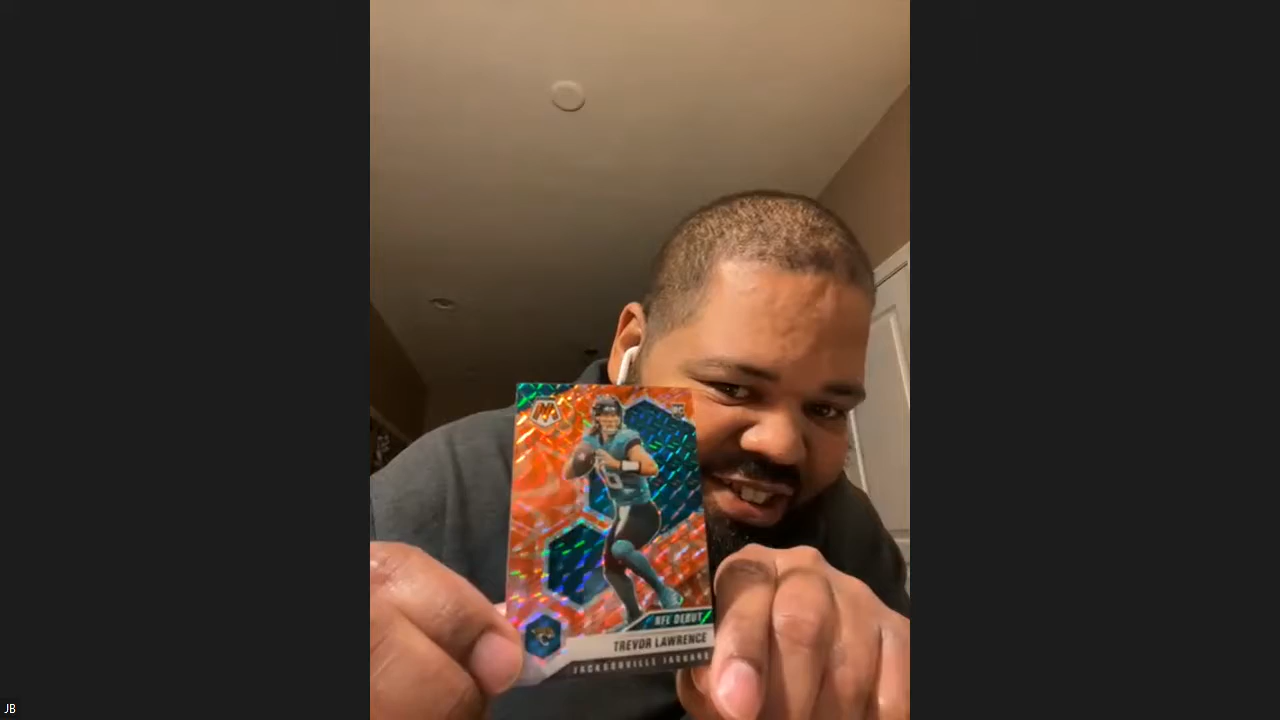 RC
NFL DEBUT
TREVOR LAWRENCE
JACKSONVILLE JAGUARS
JB